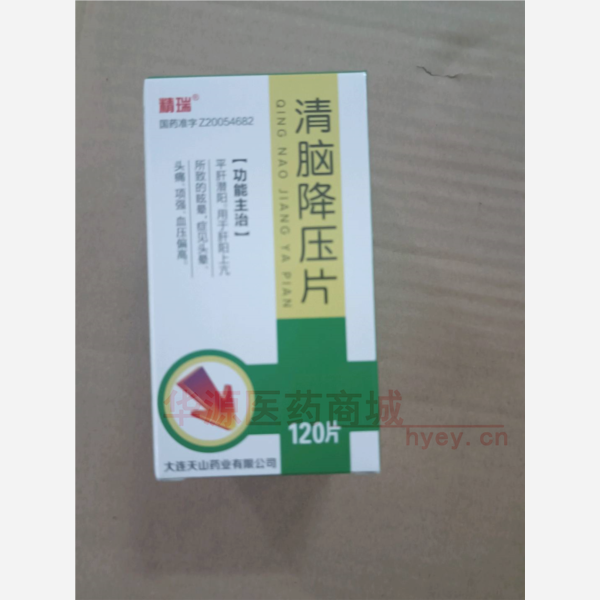 精瑞®
国药准字Z20054682
清脑降压片
QING NAO JIANG YA PIAN
【功能主治】
平肝潜阳。用于肝阳上亢
所致的眩晕，症见头晕、
头痛、项强、血压偏高。
120片
大连天山药业有限公司
华源医药商城
hyey.cn